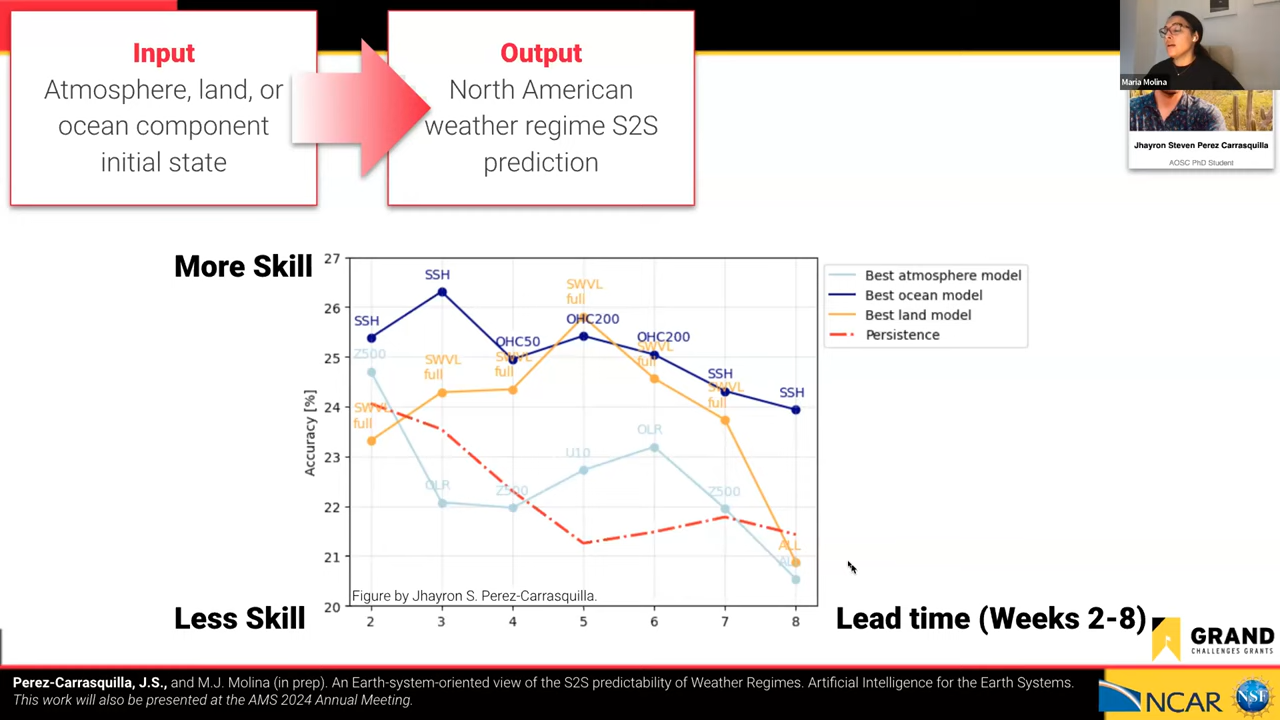 Input
Atmosphere, land, or
ocean component
initial state
Output
North American
weather regime S2S
prediction
Maria Molina
Jhayron Steven Perez Carrasquilla
AOSC PhD Student
More Skill
Less Skill
Accuracy [%]
27
26
25
24
23
22
21
20
SSH
SSH
OHC50
OHC200
OHC200
SSH
SSH
SWVL
full
SWVL
full
SWVL
full
SWVL
full
SWVL
full
SWVL
full
ALL
Z500
OLR
Z500
U10
OLR
Z500
ALL
Best atmosphere model
Best ocean model
Best land model
Persistence
Figure by Jhayron S. Perez-Carrasquilla.
2
3
4
5
6
7
8
Lead time (Weeks 2-8)
GRAND
CHALLENGES GRANTS
Perez-Carrasquilla, J.S., and M.J. Molina (in prep). An Earth-system-oriented view of the S2S predictability of Weather Regimes. Artificial Intelligence for the Earth Systems.
This work will also be presented at the AMS 2024 Annual Meeting.
NCAR
NSF